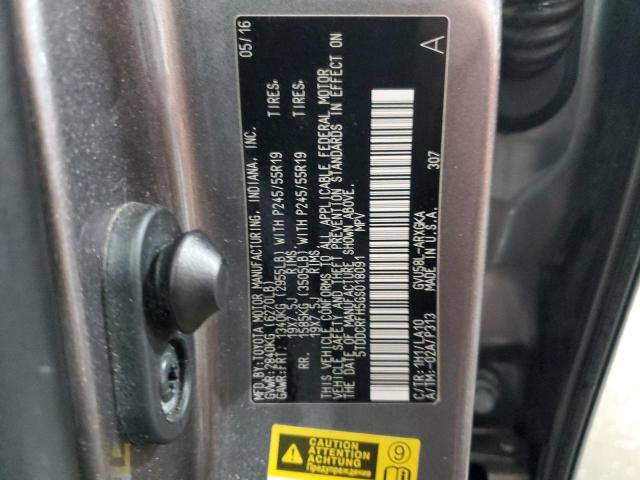 MFD.BY:TOYOTA MOTOR MANUFACTURING, INDIANA, INC. 05/16
GVWR:2840KG (6270LB)
GAWR:FRT. 1340KG (2955LB) WITH P245/55R19 TIRES,
19X7.5J RIMS,
RR. 1585KG (3505LB) WITH P245/55R19 TIRES,
19X7.5J RIMS,
THIS VEHICLE CONFORMS TO ALL APPLICABLE FEDERAL MOTOR
VEHICLE SAFETY AND THEFT PREVENTION STANDARDS IN EFFECT ON
THE DATE OF MANUFACTURE SHOWN ABOVE.
MPV
A
C/TR:1H1/LA10 GVU58L-ARXGKA
A/TM:-02A/P313 MADE IN U.S.A. 307
CAUTION
ATTENTION
ACHTUNG
Предупреждение
9